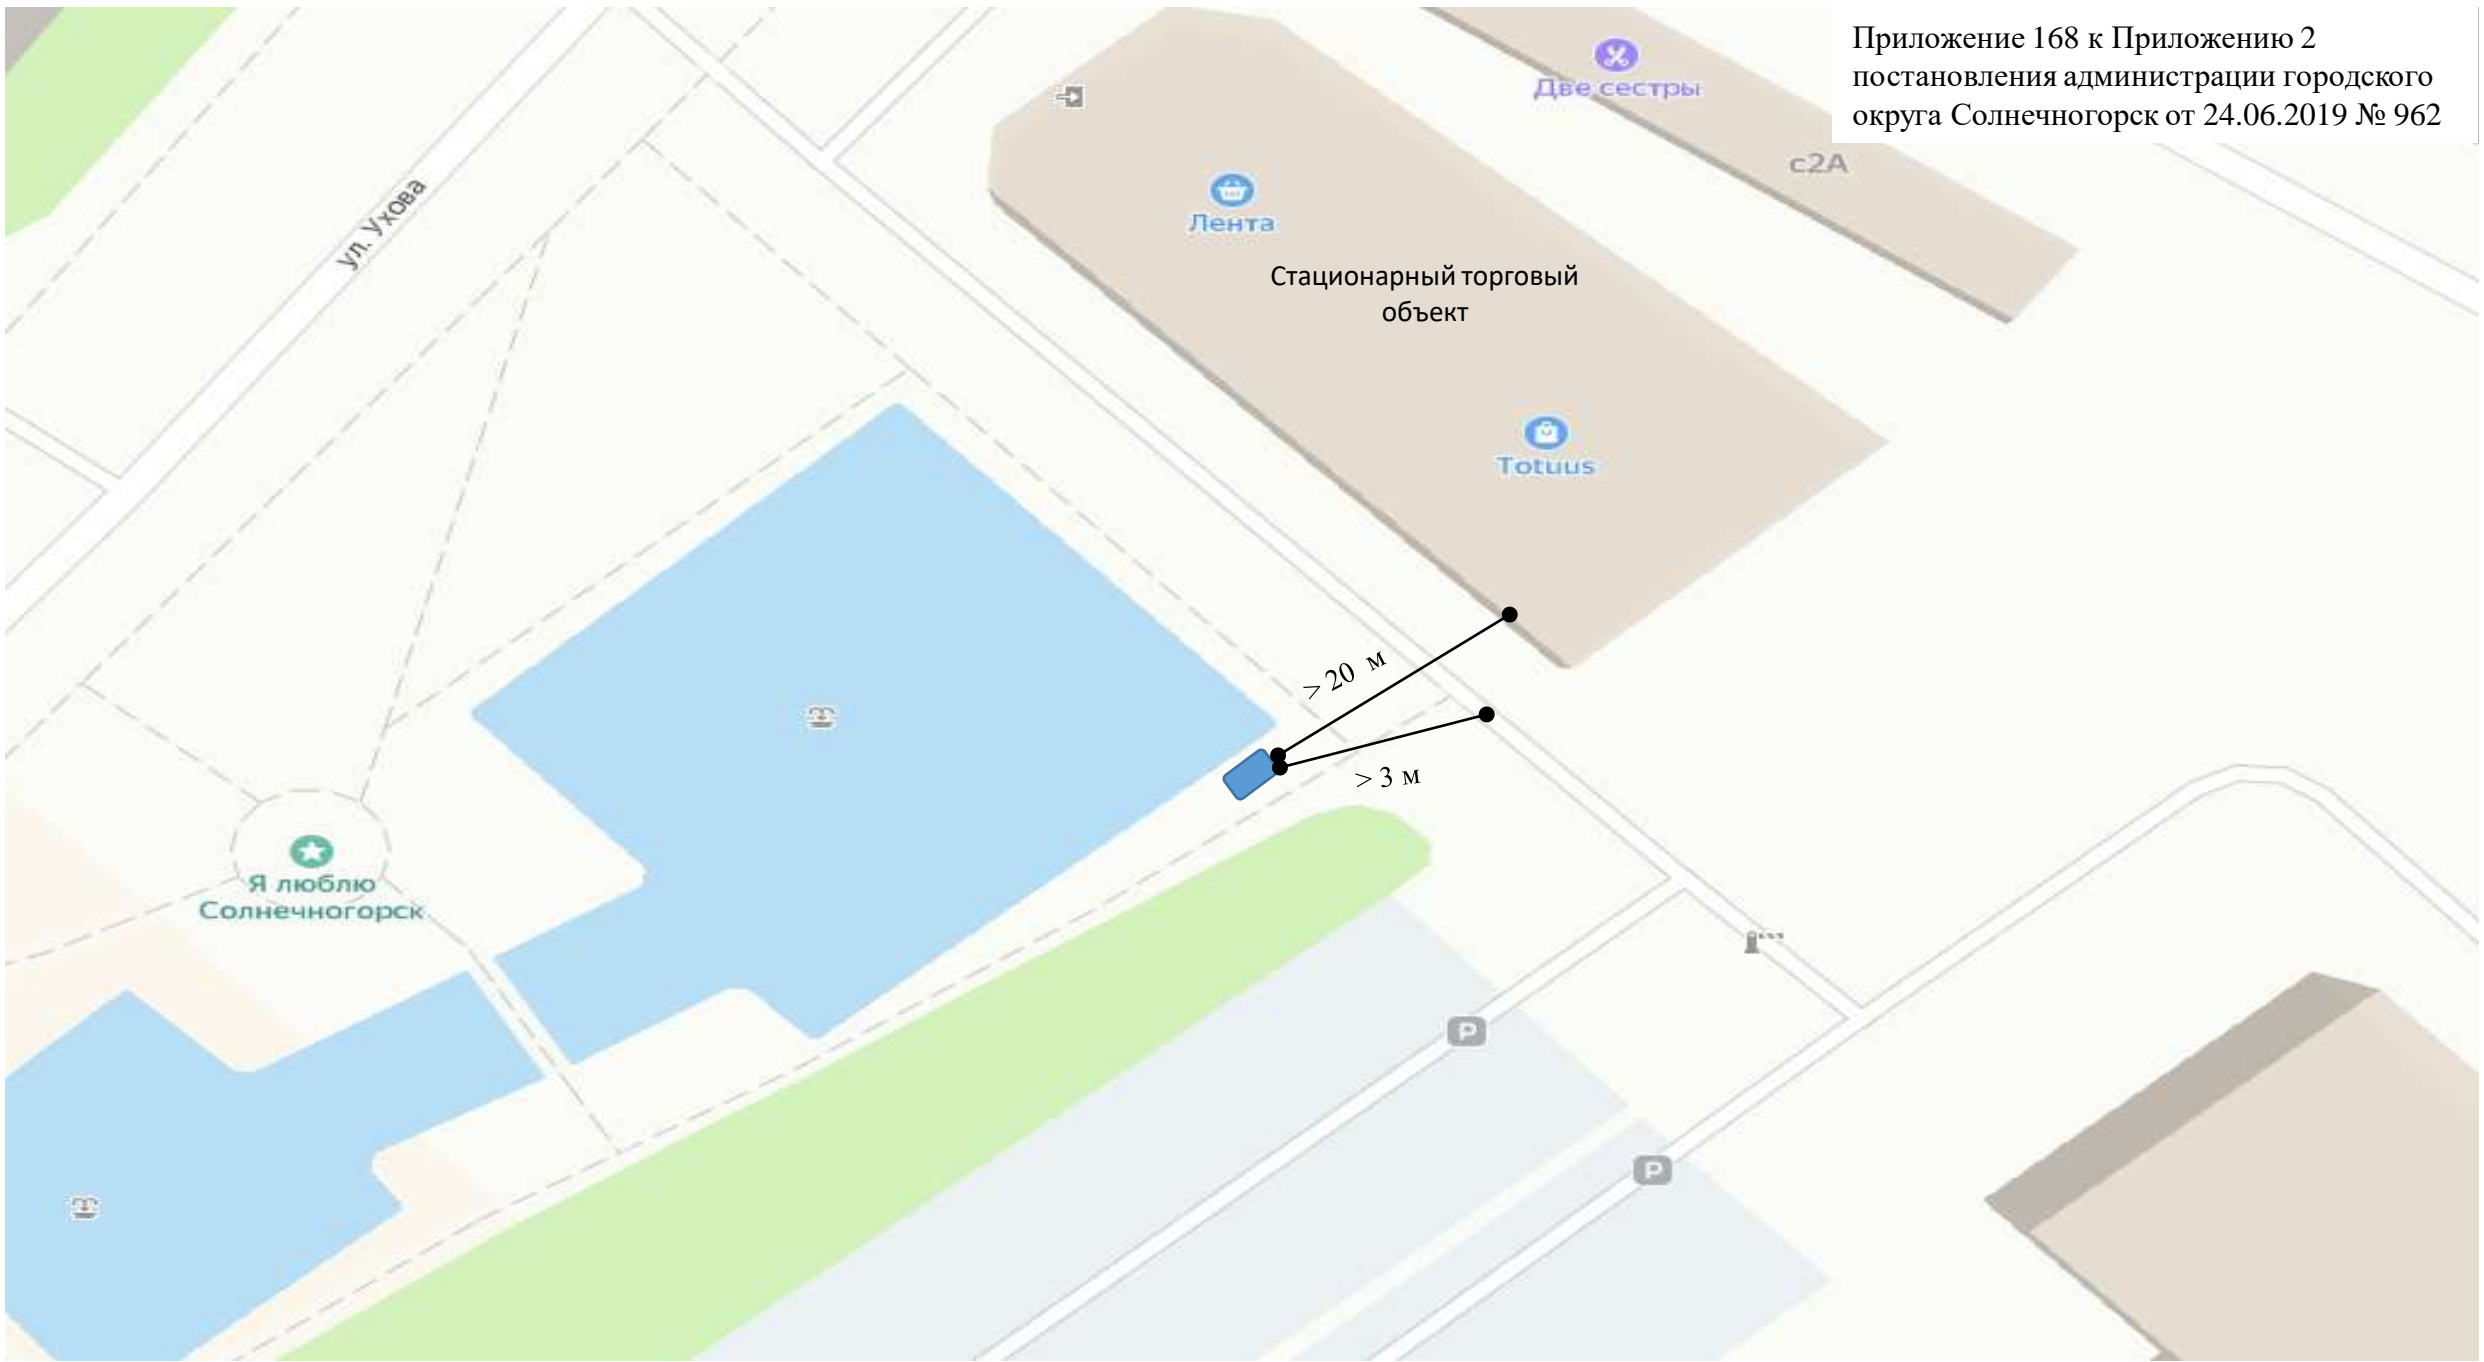 Приложение 168 к Приложению 2
постановления администрации городского
округа Солнечногорск от 24.06.2019 № 962
Две сестры
с2А
ул. Ухова
Лента
Стационарный торговый
объект
Totuus
> 20 м
> 3 м
Я люблю
Солнечногорск
P
P